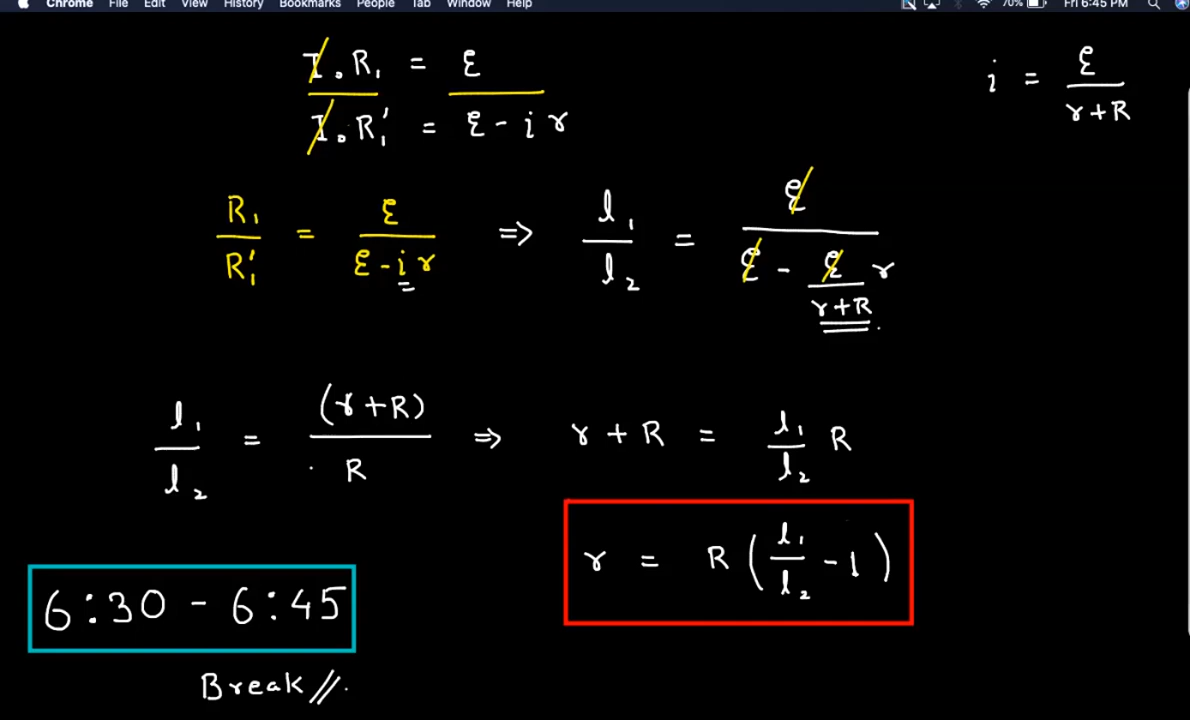 Chrome File Edit View History Bookmarks People Tab Window Help 70% Fri 6:45 PM
I.R₁ = ε
I.R₁' = ε - ir
i = ε/(r+R)
R₁/R₁' = ε/(ε - ir) => l₁/l₂ = ε/(ε - ε/(r+R) r)
l₁/l₂ = (r+R)/R => r + R = l₁/l₂ R
r = R(l₁/l₂ - 1)
6:30 - 6:45
Break //.